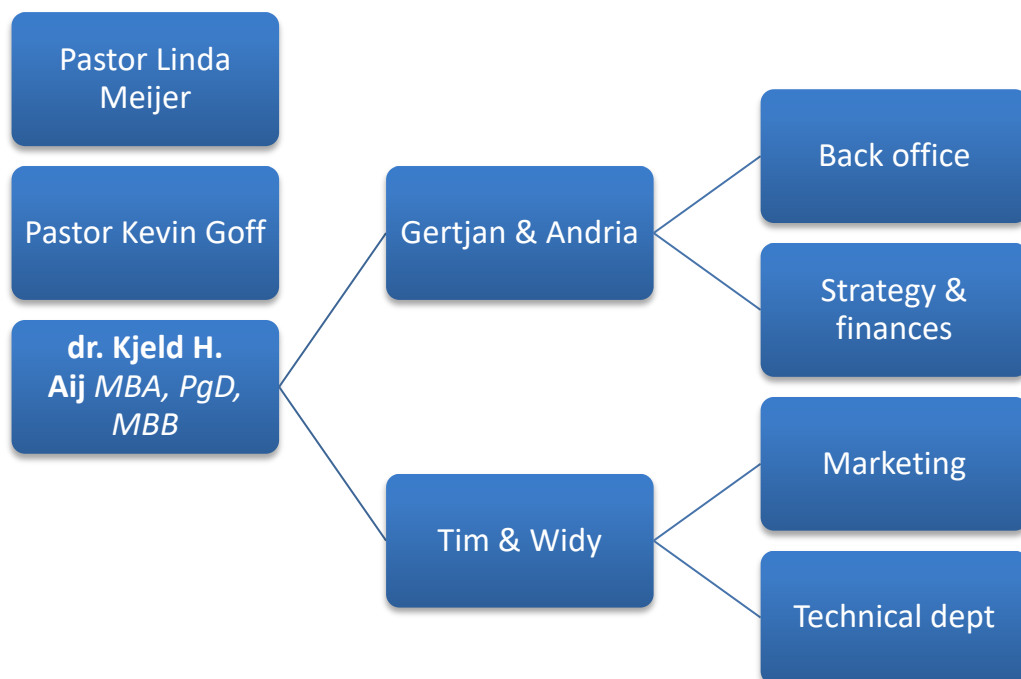 Pastor Linda
Meijer
Pastor Kevin Goff
dr. Kjeld H.
Aij MBA, PgD,
MBB
Gertjan & Andria
Tim & Widy
Back office
Strategy &
finances
Marketing
Technical dept